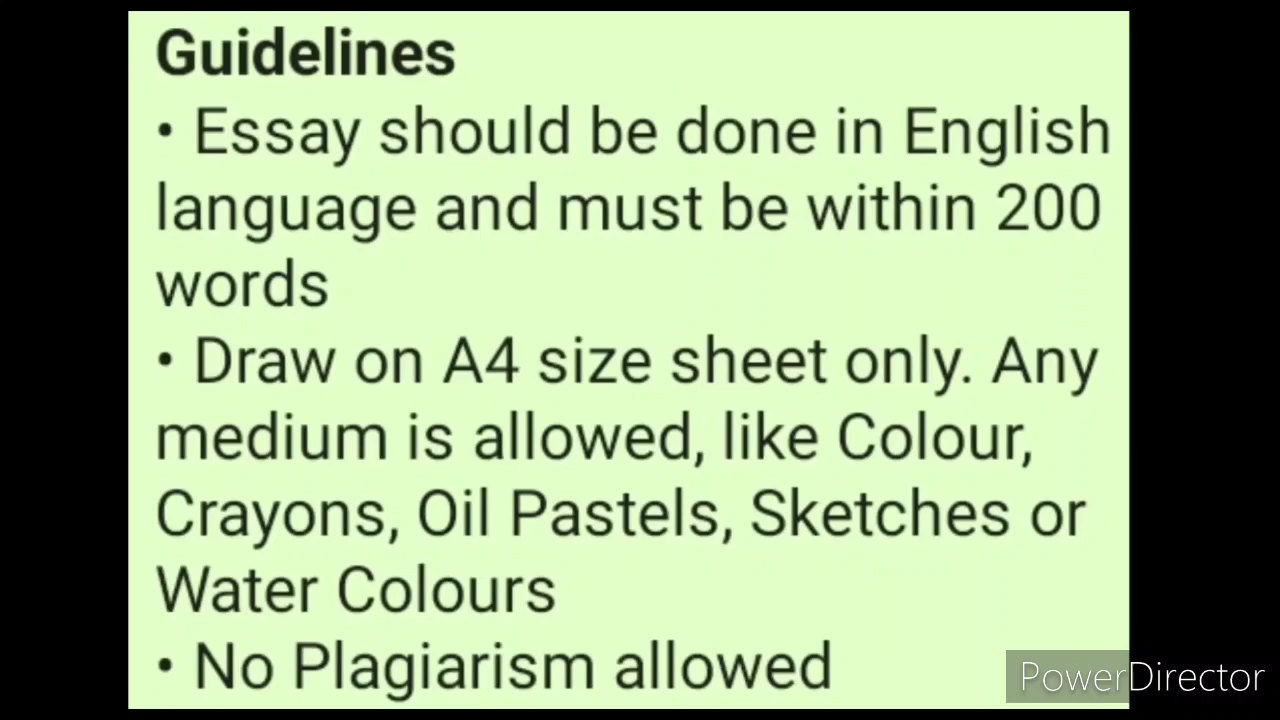 Guidelines
• Essay should be done in English
language and must be within 200
words
• Draw on A4 size sheet only. Any
medium is allowed, like Colour,
Crayons, Oil Pastels, Sketches or
Water Colours
• No Plagiarism allowed
PowerDirector